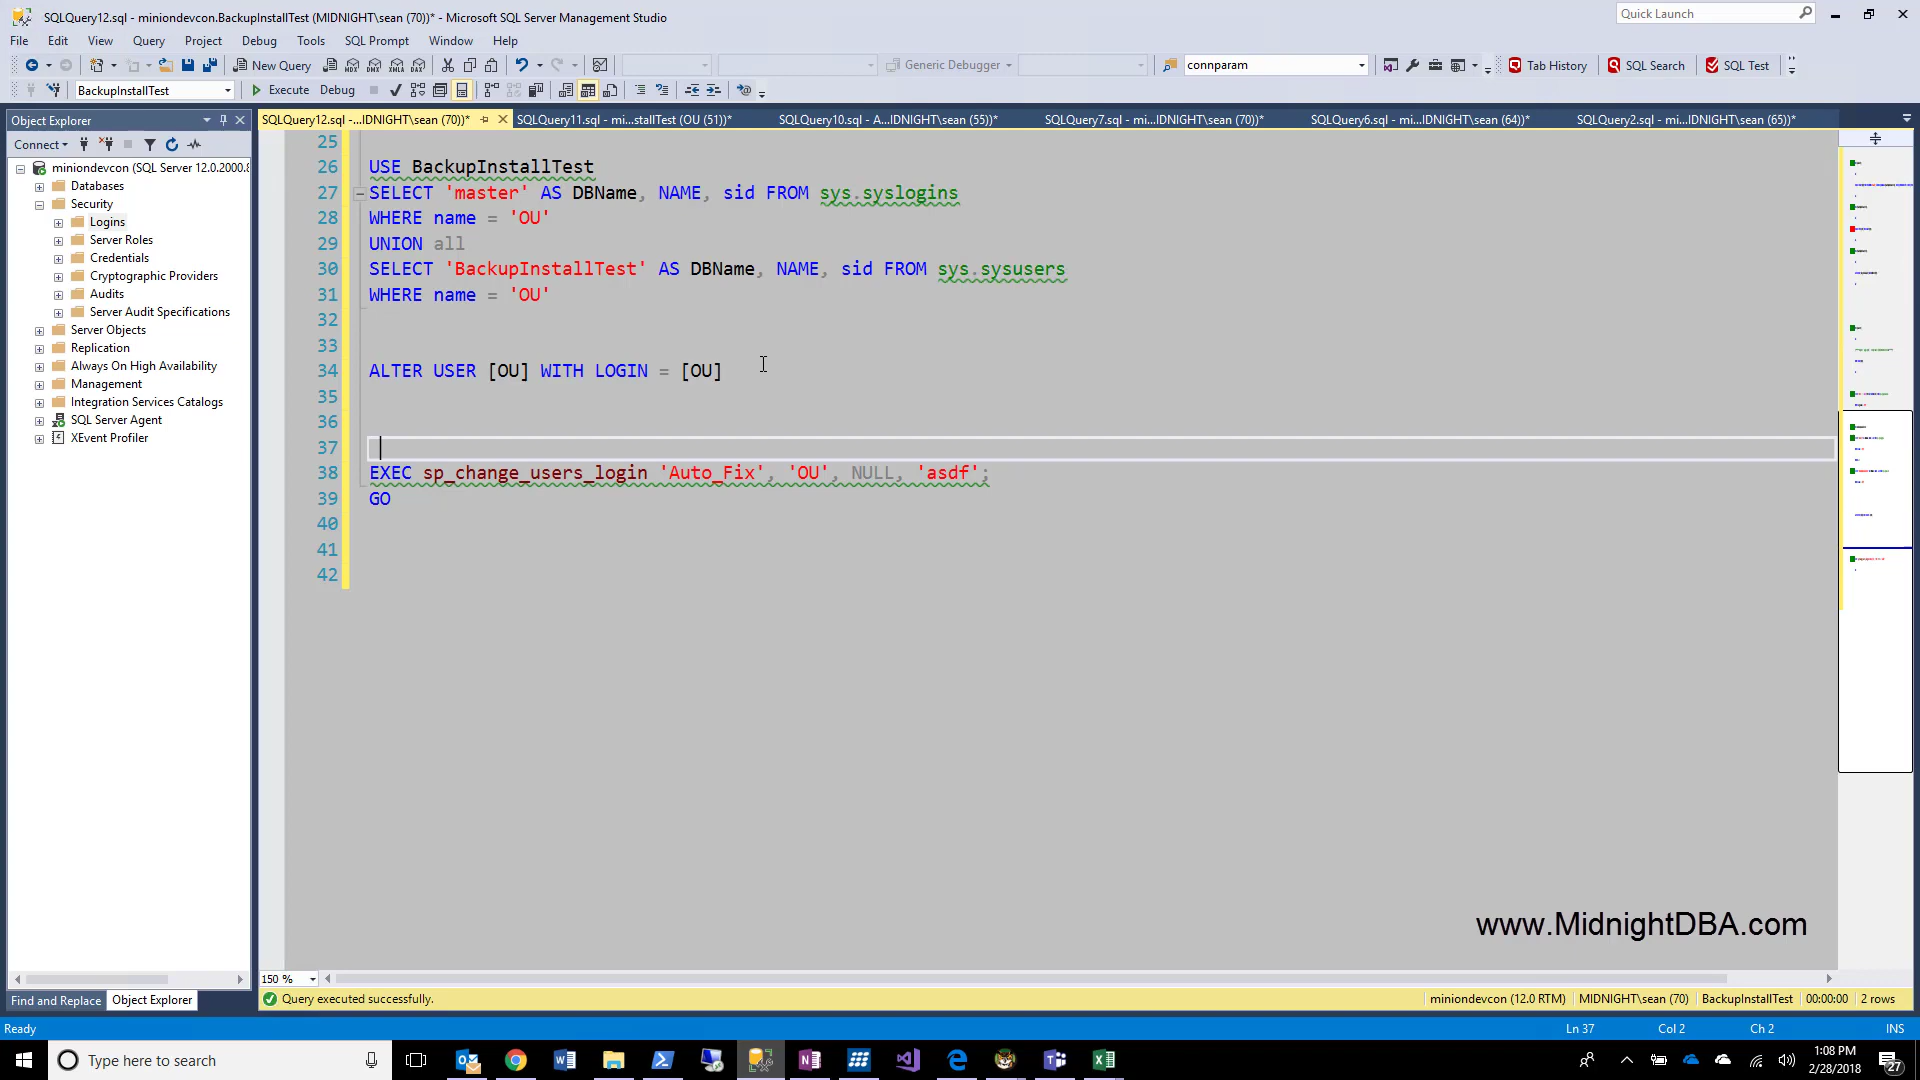 SQLQuery12.sql - miniondevcon.BackupInstallTest (MIDNIGHT\sean (70))* - Microsoft SQL Server Management Studio
Quick Launch
File Edit View Query Project Debug Tools SQL Prompt Window Help
New Query
MDX DMX XMLA DAX
Generic Debugger
connparam
Tab History SQL Search SQL Test
BackupInstallTest
Execute Debug
Object Explorer
SQLQuery12.sql -...IDNIGHT\sean (70))*
SQLQuery11.sql - mi...stallTest (OU (51))*
SQLQuery10.sql - A...IDNIGHT\sean (55))*
SQLQuery7.sql - mi...IDNIGHT\sean (70))*
SQLQuery6.sql - mi...IDNIGHT\sean (64))*
SQLQuery2.sql - mi...IDNIGHT\sean (65))*
Connect
miniondevcon (SQL Server 12.0.2000.8
Databases
Security
Logins
Server Roles
Credentials
Cryptographic Providers
Audits
Server Audit Specifications
Server Objects
Replication
Always On High Availability
Management
Integration Services Catalogs
SQL Server Agent
XEvent Profiler
25
26 USE BackupInstallTest
27 SELECT 'master' AS DBName, NAME, sid FROM sys.syslogins
28 WHERE name = 'OU'
29 UNION all
30 SELECT 'BackupInstallTest' AS DBName, NAME, sid FROM sys.sysusers
31 WHERE name = 'OU'
32
33
34 ALTER USER [OU] WITH LOGIN = [OU]
35
36
37
38 EXEC sp_change_users_login 'Auto_Fix', 'OU', NULL, 'asdf';
39 GO
40
41
42
www.MidnightDBA.com
150 %
Find and Replace Object Explorer
Query executed successfully.
miniondevcon (12.0 RTM) MIDNIGHT\sean (70) BackupInstallTest 00:00:00 2 rows
Ready
Ln 37 Col 2 Ch 2 INS
Type here to search
1:08 PM
2/28/2018
27